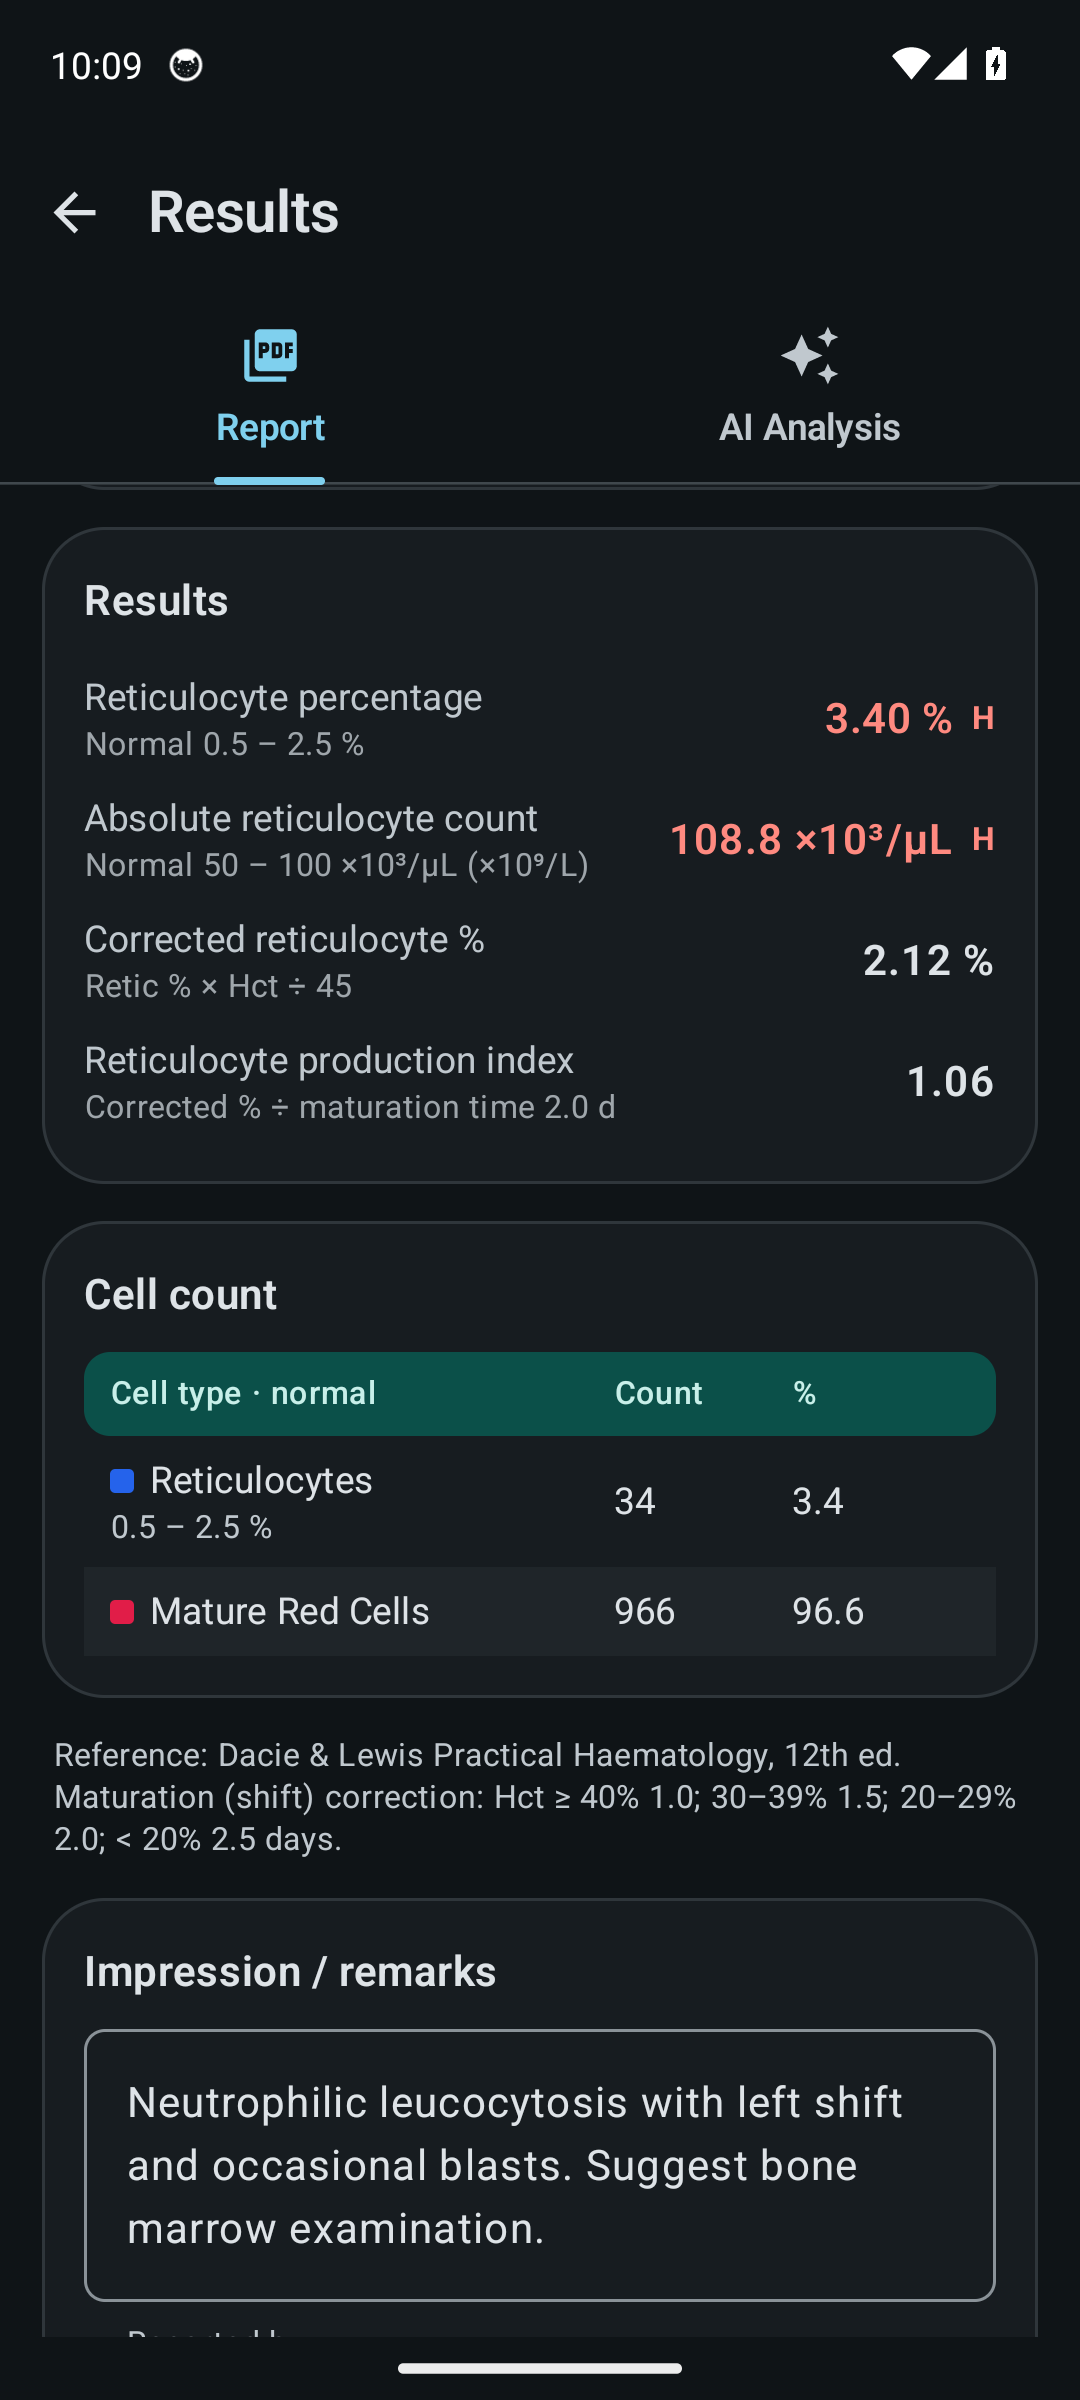 10:09
Results
Report
AI Analysis
Results
Reticulocyte percentage
Normal 0.5 – 2.5 %
3.40 % H
Absolute reticulocyte count
Normal 50 – 100 ×10³/µL (×10⁹/L)
108.8 ×10³/µL H
Corrected reticulocyte %
Retic % × Hct ÷ 45
2.12 %
Reticulocyte production index
Corrected % ÷ maturation time 2.0 d
1.06
Cell count
Cell type · normal Count %
Reticulocytes 34 3.4
0.5 – 2.5 %
Mature Red Cells 966 96.6
Reference: Dacie & Lewis Practical Haematology, 12th ed.
Maturation (shift) correction: Hct ≥ 40% 1.0; 30–39% 1.5; 20–29%
2.0; < 20% 2.5 days.
Impression / remarks
Neutrophilic leucocytosis with left shift
and occasional blasts. Suggest bone
marrow examination.